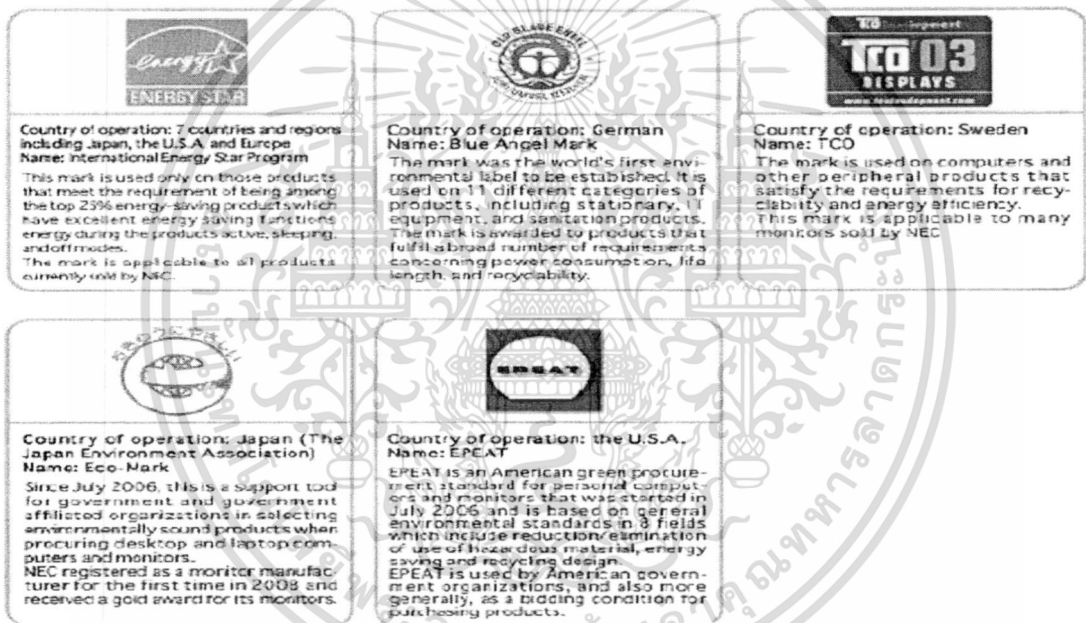 energy
ENERGY STAR
Country of operation: 7 countries and regions
including Japan, the U.S.A. and Europe
Name: International Energy Star Program
This mark is used only on those products
that meet the requirement of being among
the top 25% energy-saving products which
have excellent energy saving functions
energy during the products active, sleeping,
and off modes.
The mark is applicable to all products
currently sold by NEC.
Country of operation: German
Name: Blue Angel Mark
The mark was the world's first envi-
ronmental label to be established. It is
used on 11 different categories of
products, including stationary, IT
equpment, and sanitation products.
The mark is awarded to products that
fulfil abroad number of requirements
concerning power consumption, life
length, and recyclability.
TCO Development
TCO'03
DISPLAYS
www.tcodevelopment.com
Country of operation: Sweden
Name: TCO
The mark is used on computers and
other peripheral products that
satisfy the requirements for recy-
clability and energy efficiency.
This mark is applicable to many
monitors sold by NEC
Country of operation: Japan (The
Japan Environment Association)
Name: Eco-Mark
Since July 2006, this is a support tool
for government and government
affiliated organizations in selecting
environmentally sound products when
procuring desktop and laptop com-
puters and monitors.
NEC registered as a monitor manufac-
turer for the first time in 2008 and
received a gold award for its monitors.
EPEAT
Country of operation: the U.S.A.
Name: EPEAT
EPEAT is an American green procure-
ment standard for personal comput-
ers and monitors that was started in
July 2006 and is based on general
environmental standards in 8 fields
which include reduction/elimination
of use of hazardous material, energy
saving and recycling design.
EPEAT is used by American govern-
ment organizations, and also more
generally, as a bidding condition for
purchasing products.